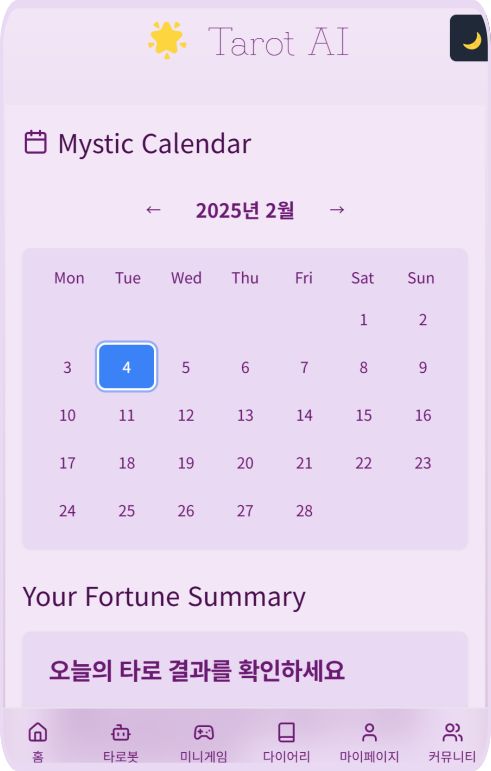 Tarot AI
Mystic Calendar
← 2025년 2월 →
Mon Tue Wed Thu Fri Sat Sun
1 2
3 4 5 6 7 8 9
10 11 12 13 14 15 16
17 18 19 20 21 22 23
24 25 26 27 28
Your Fortune Summary
오늘의 타로 결과를 확인하세요
홈 타로봇 미니게임 다이어리 마이페이지 커뮤니티